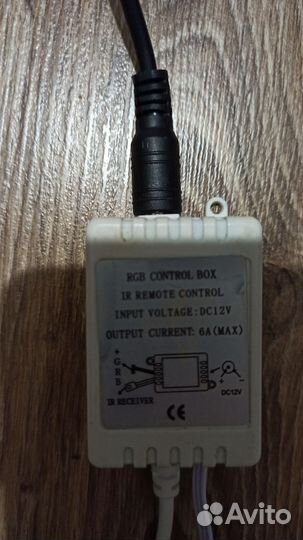 RGB CONTROL BOX
IR REMOTE CONTROL
INPUT VOLTAGE:DC12V
OUTPUT CURRENT: 6A(MAX)
+
G
R
B
+ -
DC12V
IR RECEIVER
CE
Avito